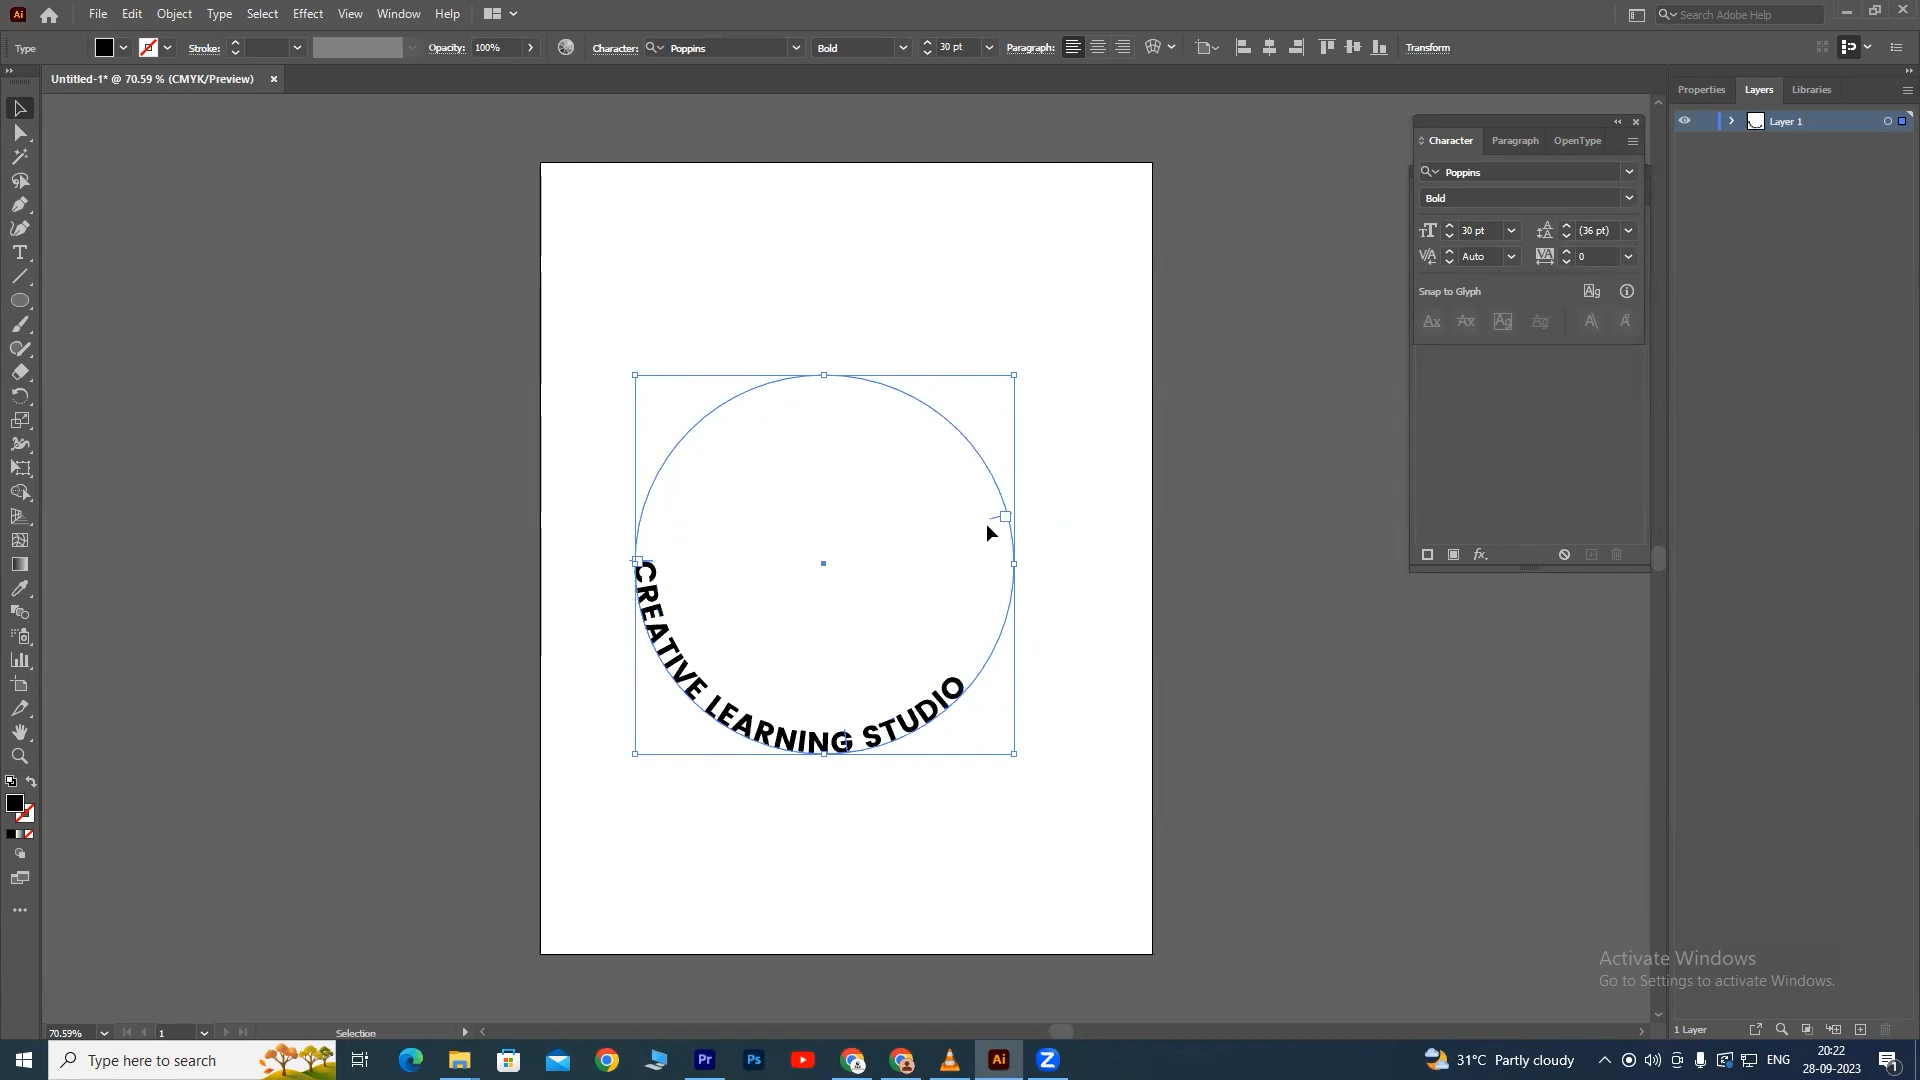 File Edit Object Type Select Effect View Window Help
Search Adobe Help
Type
Stroke:
Opacity: 100%
Character: Poppins
Bold
30 pt
Paragraph:
Transform
Untitled-1* @ 70.59 % (CMYK/Preview)
Properties Layers Libraries
Layer 1
Character Paragraph OpenType
Poppins
Bold
30 pt (36 pt)
Auto 0
Snap to Glyph
fx.
CREATIVE LEARNING STUDIO
Activate Windows
Go to Settings to activate Windows.
70.59% 1 Selection
1 Layer
Type here to search
31°C Partly cloudy
ENG
20:22
28-09-2023